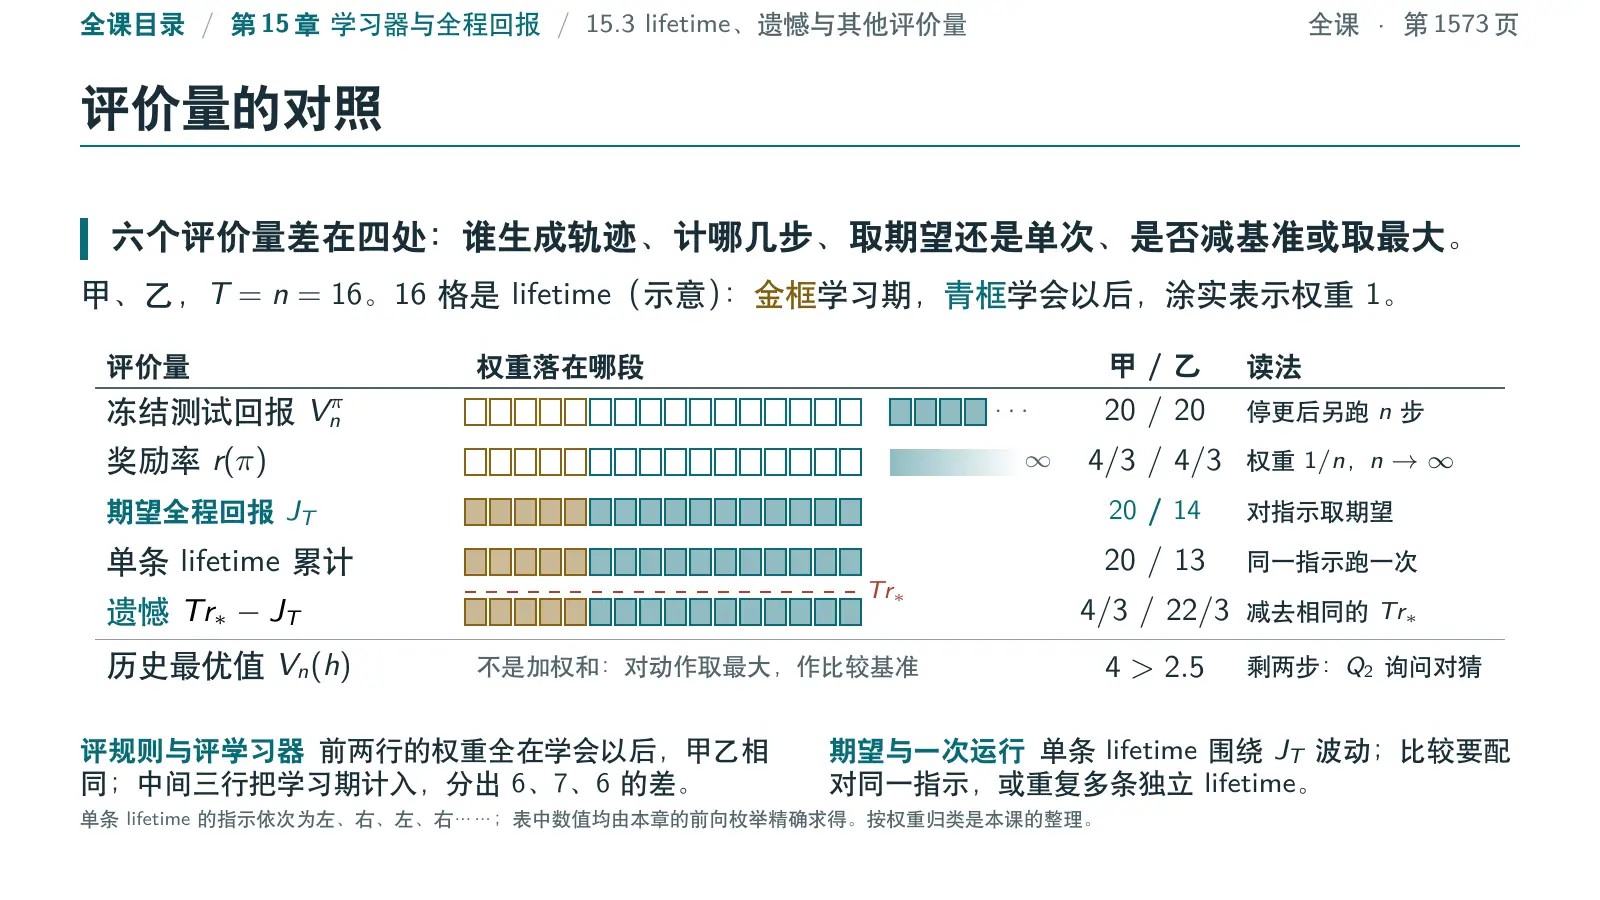 全课目录 / 第 15 章 学习器与全程回报 / 15.3 lifetime、遗憾与其他评价量
全课 · 第 1573 页
评价量的对照
六个评价量差在四处：谁生成轨迹、计哪几步、取期望还是单次、是否减基准或取最大。
甲、乙，T = n = 16。16 格是 lifetime（示意）：金框学习期，青框学会以后，涂实表示权重 1。
评价量 权重落在哪段 甲 / 乙 读法
冻结测试回报 Vₙ^π ··· 20 / 20 停更后另跑 n 步
奖励率 r(π) ∞ 4/3 / 4/3 权重 1/n，n → ∞
期望全程回报 J_T 20 / 14 对指示取期望
单条 lifetime 累计 20 / 13 同一指示跑一次
遗憾 Tr∗ − J_T Tr∗ 4/3 / 22/3 减去相同的 Tr∗
历史最优值 Vₙ(h) 不是加权和：对动作取最大，作比较基准 4 > 2.5 剩两步：Q₂ 询问对猜
评规则与评学习器 前两行的权重全在学会以后，甲乙相
同；中间三行把学习期计入，分出 6、7、6 的差。
期望与一次运行 单条 lifetime 围绕 J_T 波动；比较要配
对同一指示，或重复多条独立 lifetime。
单条 lifetime 的指示依次为左、右、左、右……；表中数值均由本章的前向枚举精确求得。按权重归类是本课的整理。